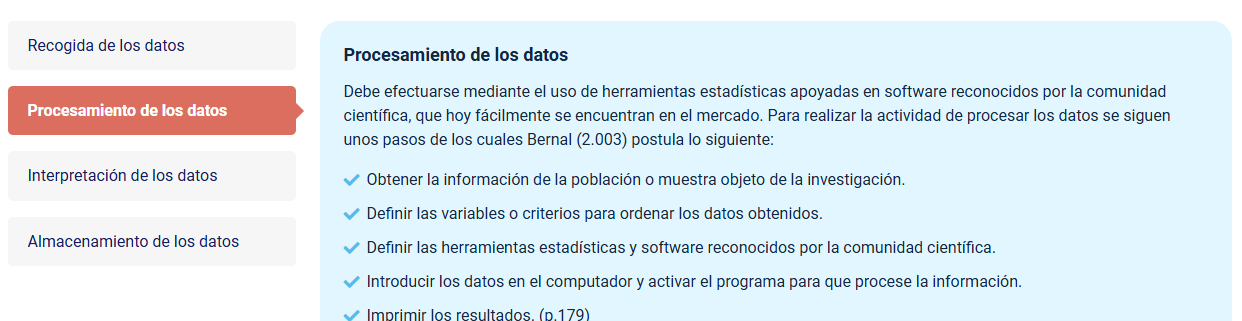 Recogida de los datos
Procesamiento de los datos
Interpretación de los datos
Almacenamiento de los datos
Procesamiento de los datos
Debe efectuarse mediante el uso de herramientas estadísticas apoyadas en software reconocidos por la comunidad
científica, que hoy fácilmente se encuentran en el mercado. Para realizar la actividad de procesar los datos se siguen
unos pasos de los cuales Bernal (2.003) postula lo siguiente:
Obtener la información de la población o muestra objeto de la investigación.
Definir las variables o criterios para ordenar los datos obtenidos.
Definir las herramientas estadísticas y software reconocidos por la comunidad científica.
Introducir los datos en el computador y activar el programa para que procese la información.
Imprimir los resultados. (p.179)